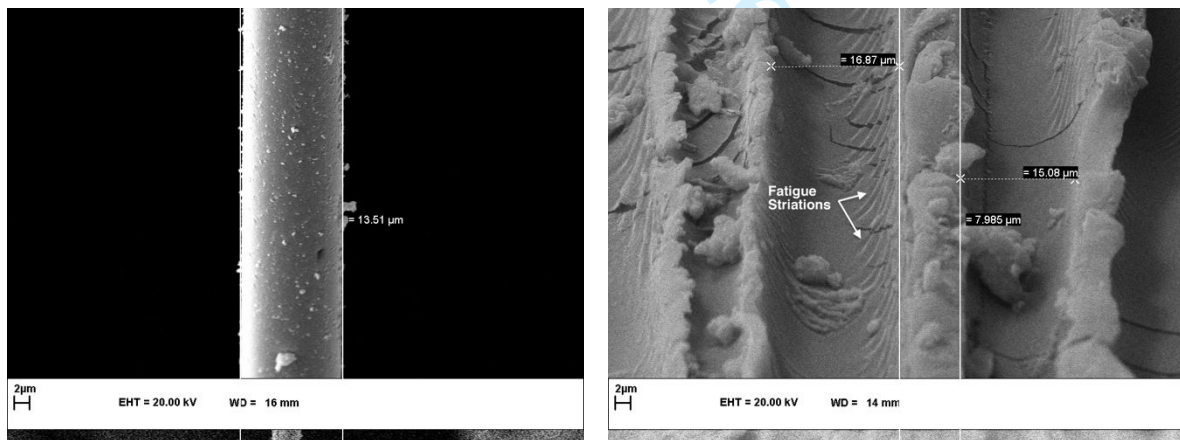 = 13.51 µm
2µm
EHT = 20.00 kV WD = 16 mm
= 16.87 µm
= 15.08 µm
Fatigue
Striations
= 7.985 µm
2µm
EHT = 20.00 kV WD = 14 mm